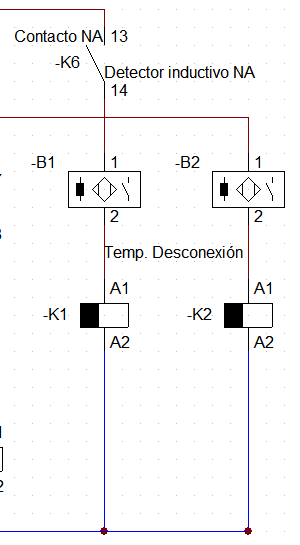 Contacto NA 13
-K6
Detector inductivo NA
14
-B1 1
-B2 1
2 2
Temp. Desconexión
A1 A1
-K1 -K2
A2 A2
2